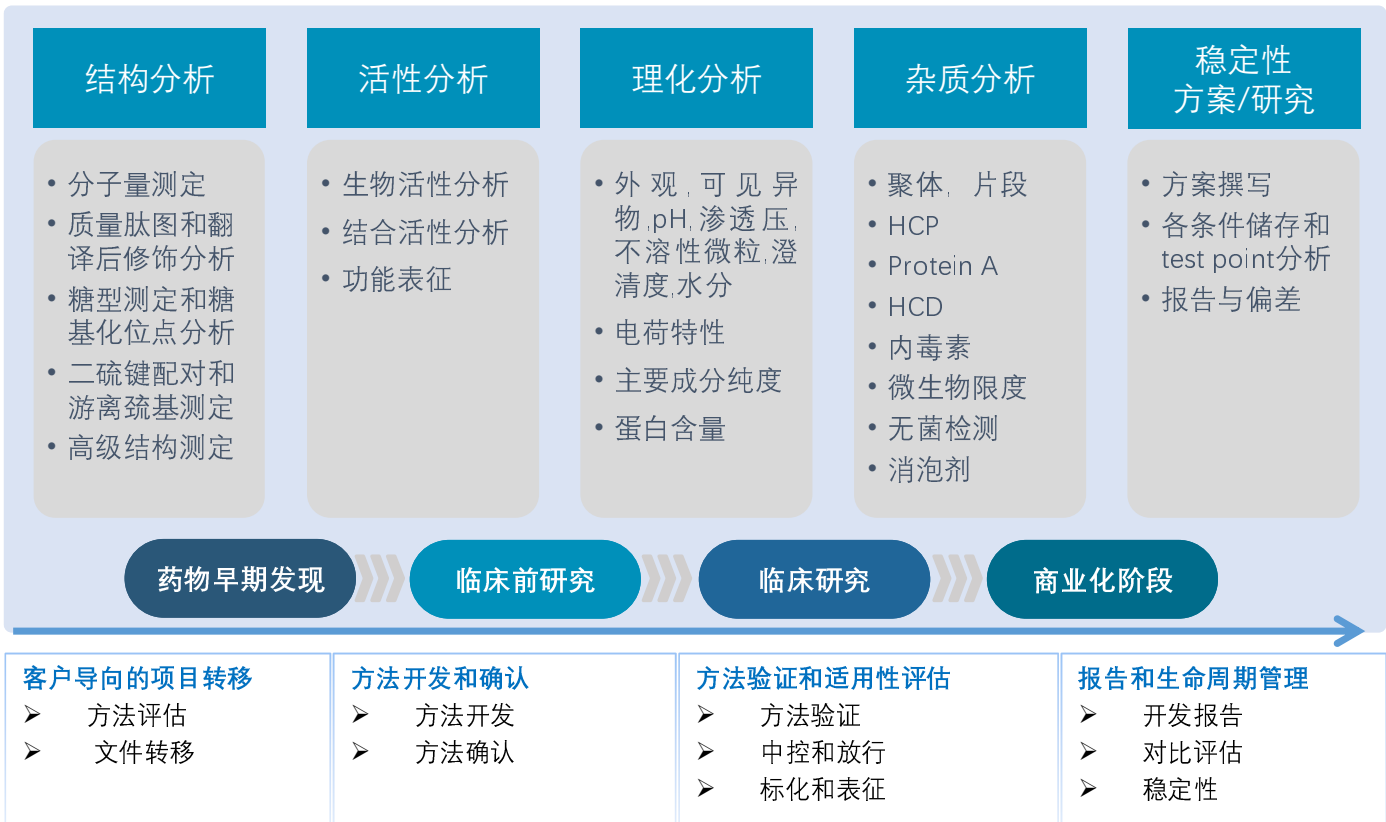 结构分析
活性分析
理化分析
杂质分析
稳定性
方案/研究
• 分子量测定
• 质量肽图和翻
译后修饰分析
• 糖型测定和糖
基化位点分析
• 二硫键配对和
游离巯基测定
• 高级结构测定
• 生物活性分析
• 结合活性分析
• 功能表征
• 外观,可见异
物,pH,渗透压,
不溶性微粒,澄
清度,水分
• 电荷特性
• 主要成分纯度
• 蛋白含量
• 聚体, 片段
• HCP
• Protein A
• HCD
• 内毒素
• 微生物限度
• 无菌检测
• 消泡剂
• 方案撰写
• 各条件储存和
test point分析
• 报告与偏差
药物早期发现
临床前研究
临床研究
商业化阶段
客户导向的项目转移
➢ 方法评估
➢ 文件转移
方法开发和确认
➢ 方法开发
➢ 方法确认
方法验证和适用性评估
➢ 方法验证
➢ 中控和放行
➢ 标化和表征
报告和生命周期管理
➢ 开发报告
➢ 对比评估
➢ 稳定性